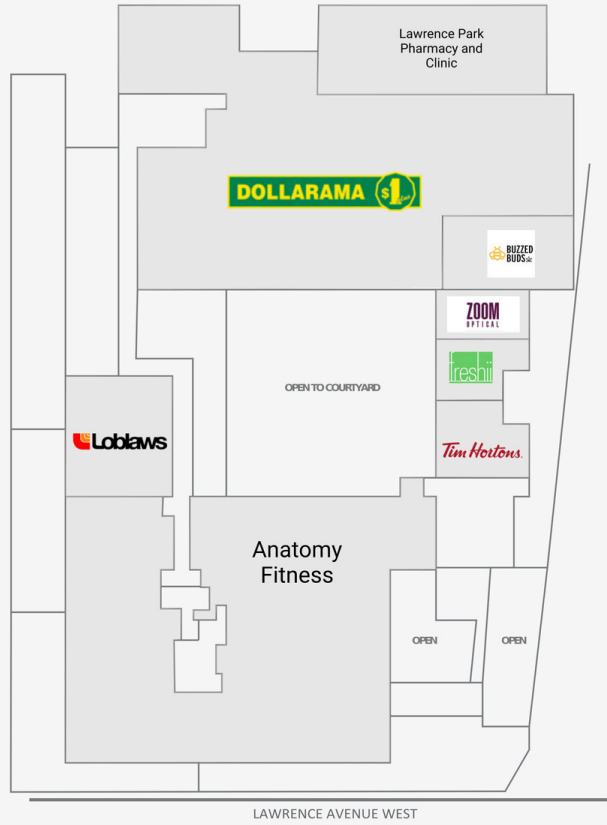 Lawrence Park
Pharmacy and
Clinic
DOLLARAMA $1
BUZZED
BUDS
ZOOM
OPTICAL
freshii
OPEN TO COURTYARD
Loblaws
Tim Hortons.
Anatomy
Fitness
OPEN
OPEN
LAWRENCE AVENUE WEST